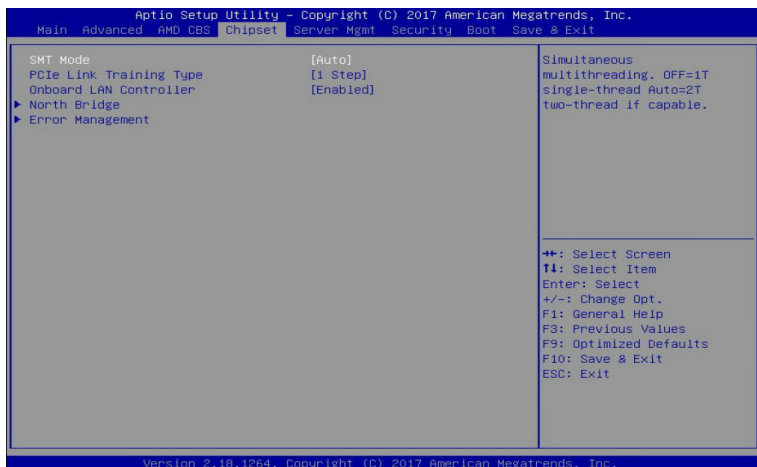 Aptio Setup Utility – Copyright (C) 2017 American Megatrends, Inc.
Main Advanced AMD CBS Chipset Server Mgmt Security Boot Save & Exit
SMT Mode [Auto]
PCIe Link Training Type [1 Step]
Onboard LAN Controller [Enabled]
North Bridge
Error Management
Simultaneous
multithreading. OFF=1T
single-thread Auto=2T
two-thread if capable.
→←: Select Screen
↑↓: Select Item
Enter: Select
+/-: Change Opt.
F1: General Help
F3: Previous Values
F9: Optimized Defaults
F10: Save & Exit
ESC: Exit
Version 2.18.1264. Copyright (C) 2017 American Megatrends, Inc.